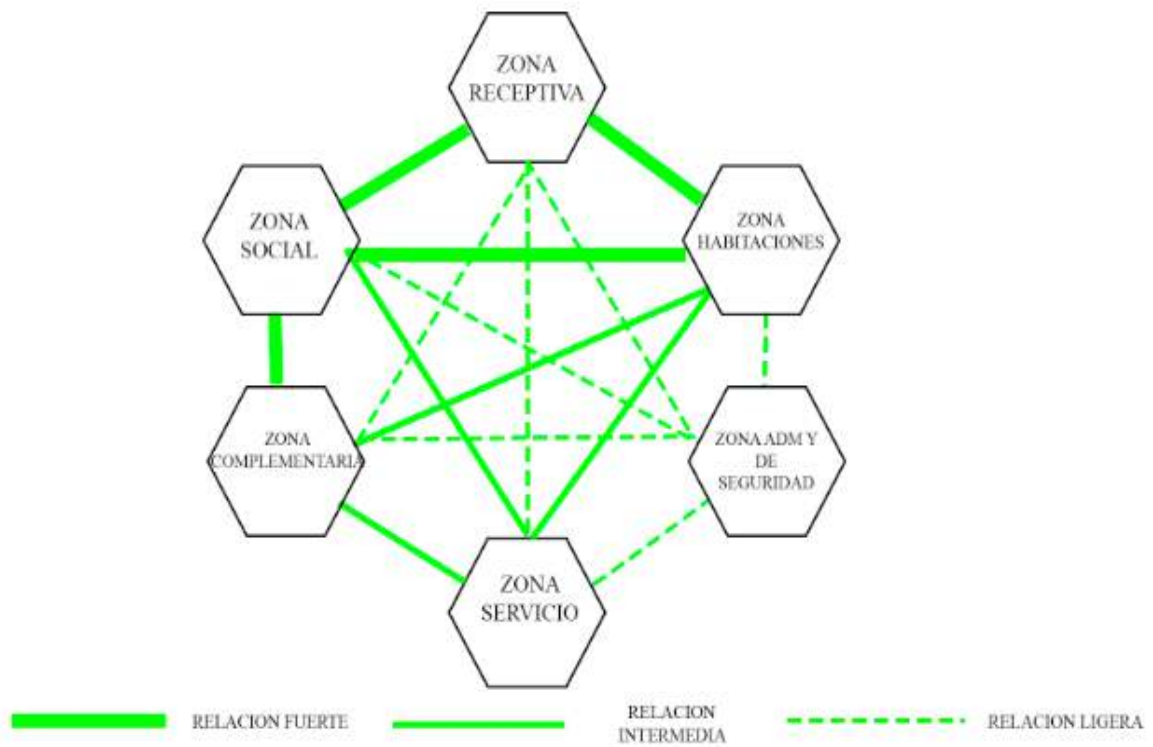 ZONA
RECEPTIVA
ZONA
SOCIAL
ZONA
HABITACIONES
ZONA
COMPLEMENTARIA
ZONA ADM Y
DE
SEGURIDAD
ZONA
SERVICIO
RELACION FUERTE
RELACION
INTERMEDIA
RELACION LIGERA